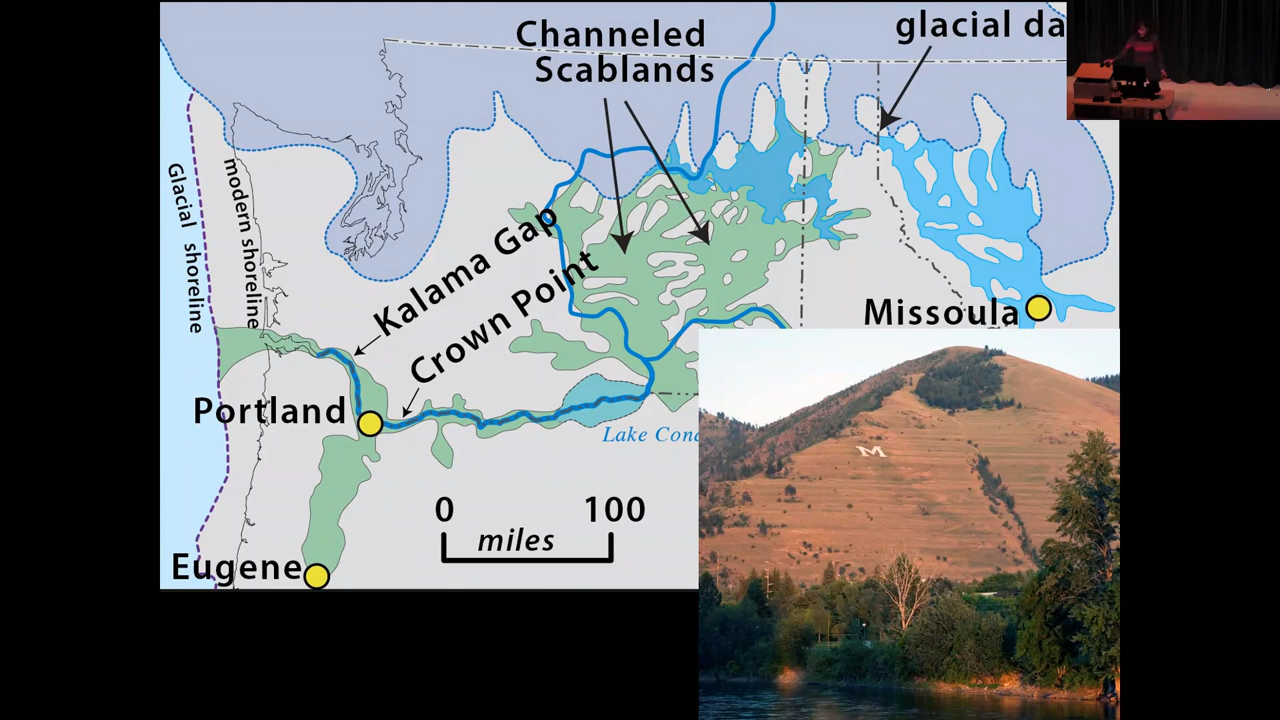 Channeled
Scablands
glacial da
Glacial shoreline
modern shoreline
Kalama Gap
Crown Point
Missoula
Portland
Lake Cond
0 100
miles
Eugene
M